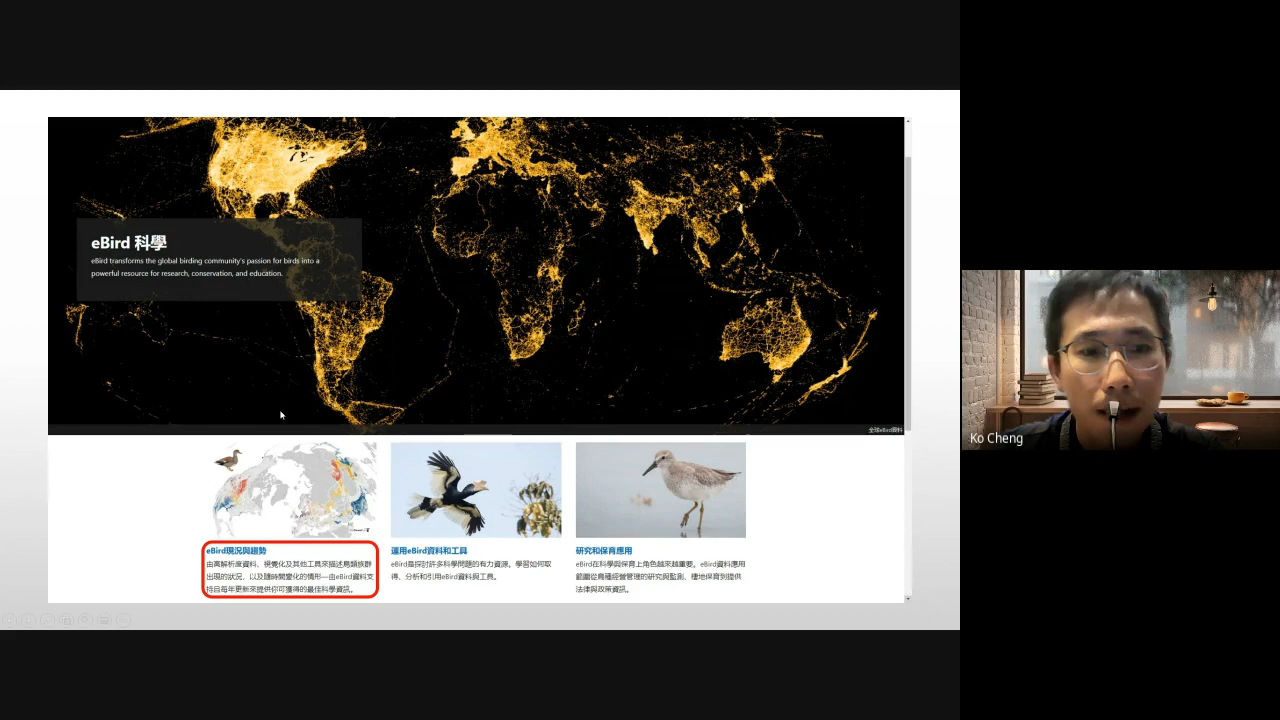 eBird 科學
eBird transforms the global birding community's passion for birds into a
powerful resource for research, conservation, and education.
全球eBird資料
eBird現況與趨勢
由高解析度資料、視覺化及其他工具來描述鳥類族群
出現的狀況，以及隨時間變化的情形—由eBird資料支
持且每年更新來提供你可獲得的最佳科學資訊。
運用eBird資料和工具
eBird是探討許多科學問題的有力資源。學習如何取
得、分析和引用eBird資料與工具。
研究和保育應用
eBird在科學與保育上角色越來越重要。eBird資料應用
範圍從鳥種經營管理的研究與監測、棲地保育到提供
法律與政策資訊。
Ko Cheng